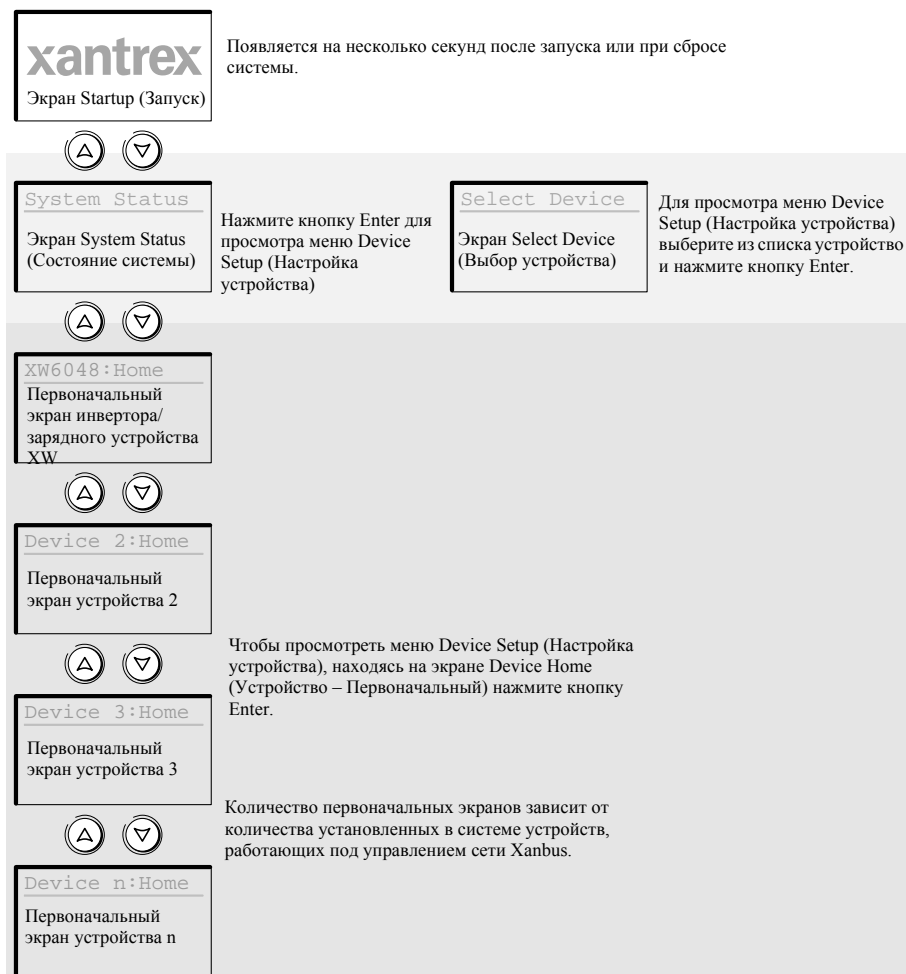 xantrex
Экран Startup (Запуск)
Появляется на несколько секунд после запуска или при сбросе
системы.
System Status
Экран System Status
(Состояние системы)
Нажмите кнопку Enter для
просмотра меню Device
Setup (Настройка
устройства)
Select Device
Экран Select Device
(Выбор устройства)
Для просмотра меню Device
Setup (Настройка устройства)
выберите из списка устройство
и нажмите кнопку Enter.
XW6048:Home
Первоначальный
экран инвертора/
зарядного устройства
XW
Device 2:Home
Первоначальный
экран устройства 2
Чтобы просмотреть меню Device Setup (Настройка
устройства), находясь на экране Device Home
(Устройство – Первоначальный) нажмите кнопку
Enter.
Device 3:Home
Первоначальный
экран устройства 3
Количество первоначальных экранов зависит от
количества установленных в системе устройств,
работающих под управлением сети Xanbus.
Device n:Home
Первоначальный
экран устройства n